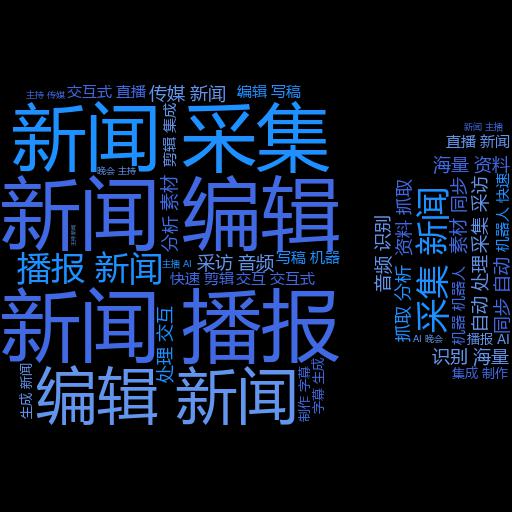 主持 传媒
交互式 直播
传媒 新闻
编辑 写稿
新闻 采集
剪辑 集成
晚会 主持
新闻 编辑
分析 素材
主持 新闻
播报 新闻
主播 AI
采访 音频
写稿 机器
快速 剪辑
交互 交互式
新闻 播报
处理 交互
编辑 新闻
生成 新闻
制作 字幕
字幕 生成
新闻 主播
直播 新闻
海量 资料
音频 识别
资料 抓取
抓取 分析
采集 新闻
素材 同步
机器 机器人
采集 采访
自动 处理
机器人 快速
同步 自动
AI 晚会
播报 AI
识别 海量
集成 制作